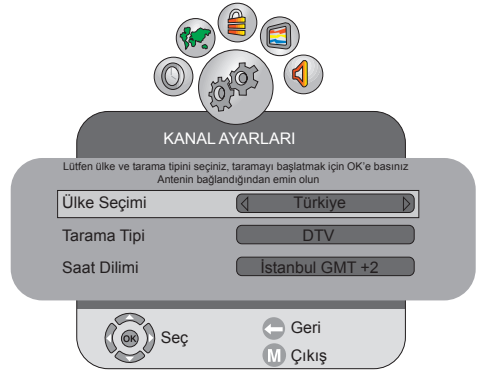 KANAL AYARLARI
Lütfen ülke ve tarama tipini seçiniz, taramayı başlatmak için OK'e basınız
Antenin bağlandığından emin olun
Ülke Seçimi Türkiye
Tarama Tipi DTV
Saat Dilimi İstanbul GMT +2
OK Seç Geri
M Çıkış